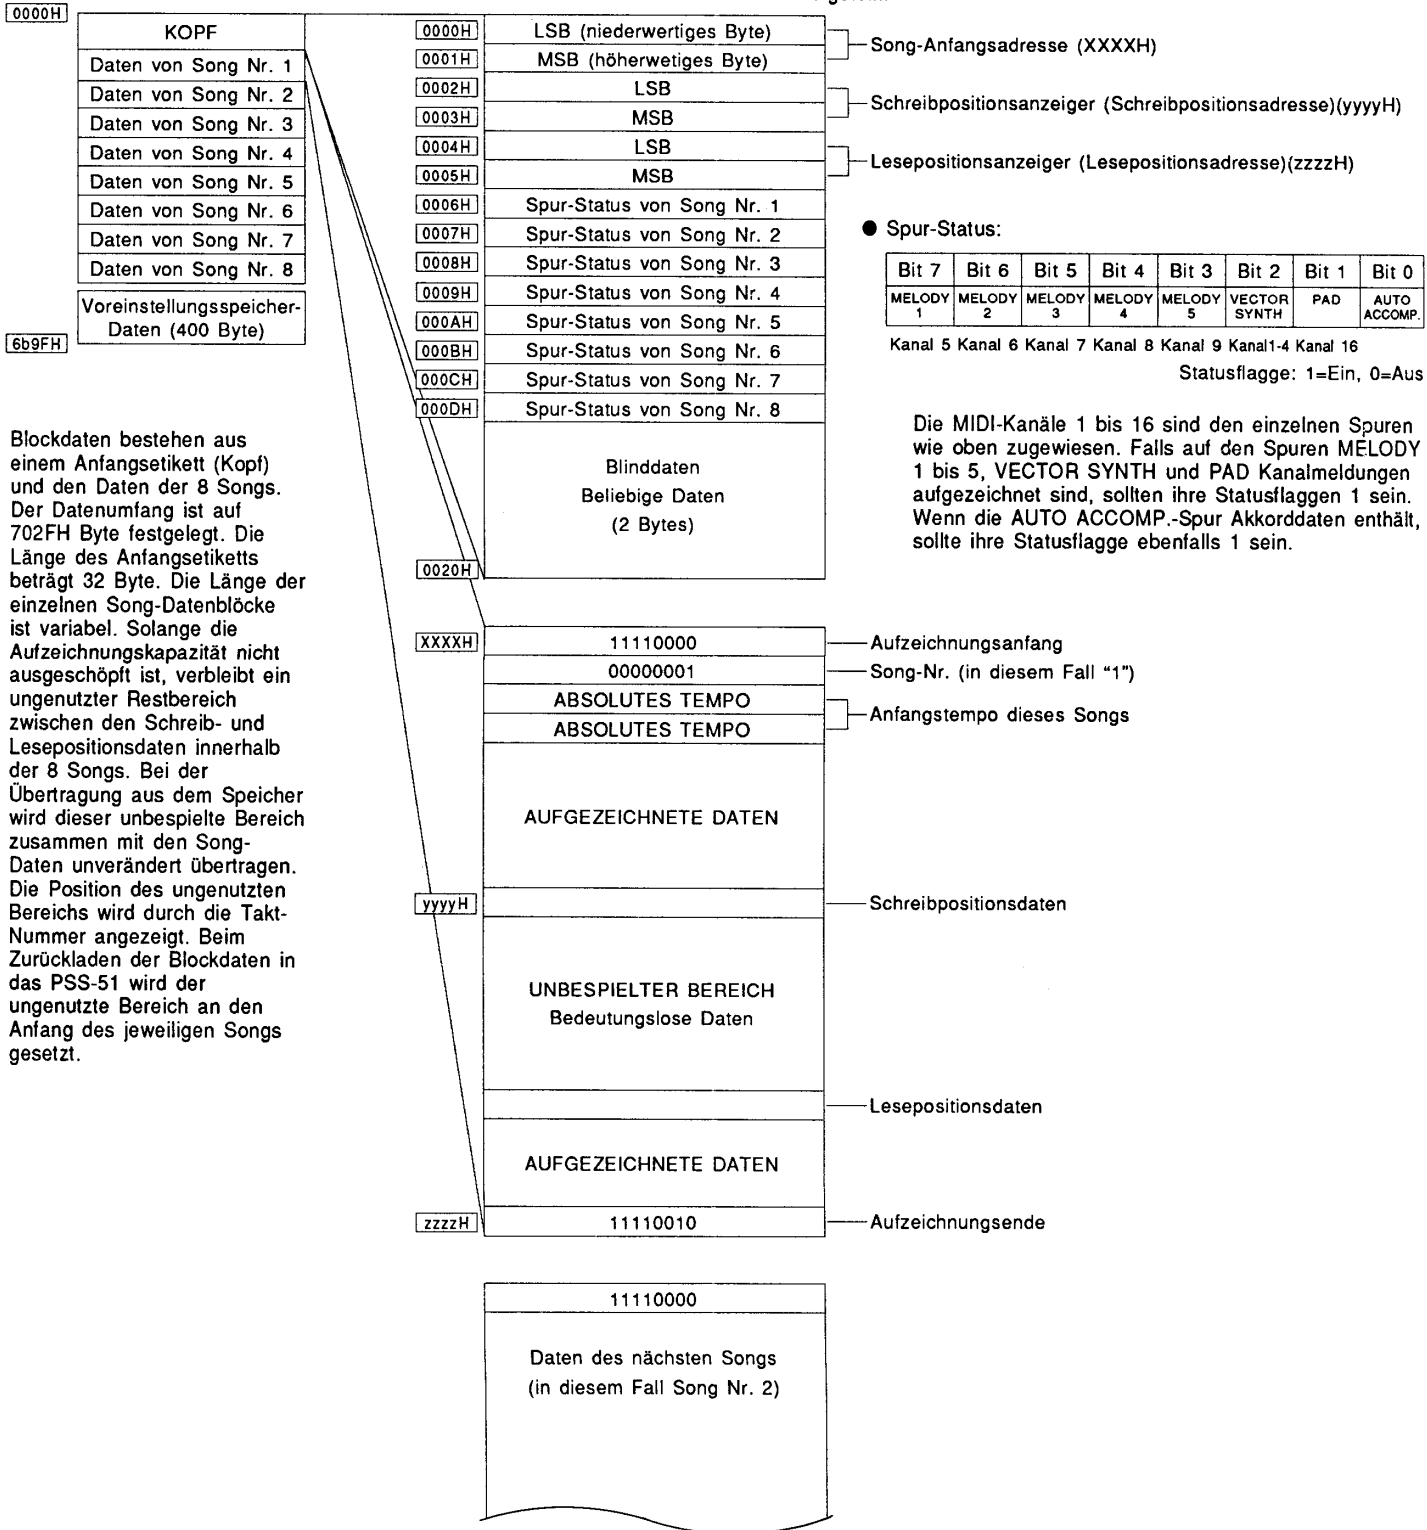 0000H
KOPF
Daten von Song Nr. 1
Daten von Song Nr. 2
Daten von Song Nr. 3
Daten von Song Nr. 4
Daten von Song Nr. 5
Daten von Song Nr. 6
Daten von Song Nr. 7
Daten von Song Nr. 8
Voreinstellungsspeicher-
Daten (400 Byte)
6b9FH
Blockdaten bestehen aus
einem Anfangsetikett (Kopf)
und den Daten der 8 Songs.
Der Datenumfang ist auf
702FH Byte festgelegt. Die
Länge des Anfangsetiketts
beträgt 32 Byte. Die Länge der
einzelnen Song-Datenblöcke
ist variabel. Solange die
Aufzeichnungskapazität nicht
ausgeschöpft ist, verbleibt ein
ungenutzter Restbereich
zwischen den Schreib- und
Lesepositionsdaten innerhalb
der 8 Songs. Bei der
Übertragung aus dem Speicher
wird dieser unbespielte Bereich
zusammen mit den Song-
Daten unverändert übertragen.
Die Position des ungenutzten
Bereichs wird durch die Takt-
Nummer angezeigt. Beim
Zurückladen der Blockdaten in
das PSS-51 wird der
ungenutzte Bereich an den
Anfang des jeweiligen Songs
gesetzt.
0000H LSB (niederwertiges Byte)
0001H MSB (höherwetiges Byte)
Song-Anfangsadresse (XXXXH)
0002H LSB
0003H MSB
Schreibpositionsanzeiger (Schreibpositionsadresse)(yyyyH)
0004H LSB
0005H MSB
Lesepositionsanzeiger (Lesepositionsadresse)(zzzzH)
0006H Spur-Status von Song Nr. 1
0007H Spur-Status von Song Nr. 2
0008H Spur-Status von Song Nr. 3
0009H Spur-Status von Song Nr. 4
000AH Spur-Status von Song Nr. 5
000BH Spur-Status von Song Nr. 6
000CH Spur-Status von Song Nr. 7
000DH Spur-Status von Song Nr. 8
Blinddaten
Beliebige Daten
(2 Bytes)
0020H
● Spur-Status:
Bit 7 Bit 6 Bit 5 Bit 4 Bit 3 Bit 2 Bit 1 Bit 0
MELODY 1 MELODY 2 MELODY 3 MELODY 4 MELODY 5 VECTOR SYNTH PAD AUTO ACCOMP.
Kanal 5 Kanal 6 Kanal 7 Kanal 8 Kanal 9 Kanal1-4 Kanal 16
Statusflagge: 1=Ein, 0=Aus
Die MIDI-Kanäle 1 bis 16 sind den einzelnen Spuren
wie oben zugewiesen. Falls auf den Spuren MELODY
1 bis 5, VECTOR SYNTH und PAD Kanalmeldungen
aufgezeichnet sind, sollten ihre Statusflaggen 1 sein.
Wenn die AUTO ACCOMP.-Spur Akkorddaten enthält,
sollte ihre Statusflagge ebenfalls 1 sein.
XXXXH 11110000 Aufzeichnungsanfang
00000001 Song-Nr. (in diesem Fall “1”)
ABSOLUTES TEMPO
ABSOLUTES TEMPO
Anfangstempo dieses Songs
AUFGEZEICHNETE DATEN
yyyyH Schreibpositionsdaten
UNBESPIELTER BEREICH
Bedeutungslose Daten
Lesepositionsdaten
AUFGEZEICHNETE DATEN
zzzzH 11110010 Aufzeichnungsende
11110000
Daten des nächsten Songs
(in diesem Fall Song Nr. 2)